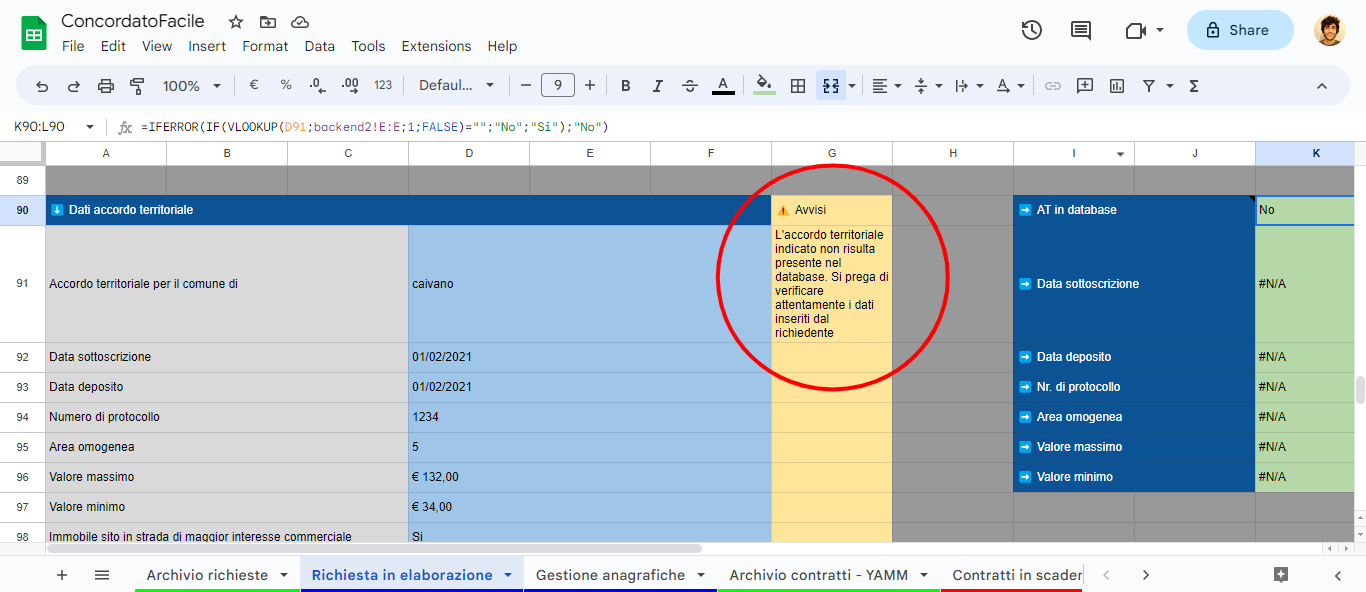 ConcordatoFacile
File Edit View Insert Format Data Tools Extensions Help
Share
100% € % .0 .00 123 Defaul... 9 B I S A
K90:L90 fx =IFERROR(IF(VLOOKUP(D91;backend2!E:E;1;FALSE)="";"No";"Si");"No")
A B C D E F G H I J K
89
90 Dati accordo territoriale Avvisi AT in database No
91 Accordo territoriale per il comune di caivano
L'accordo territoriale
indicato non risulta
presente nel
database. Si prega di
verificare
attentamente i dati
inseriti dal
richiedente
Data sottoscrizione #N/A
92 Data sottoscrizione 01/02/2021 Data deposito #N/A
93 Data deposito 01/02/2021 Nr. di protocollo #N/A
94 Numero di protocollo 1234 Area omogenea #N/A
95 Area omogenea 5 Valore massimo #N/A
96 Valore massimo € 132,00 Valore minimo #N/A
97 Valore minimo € 34,00
98 Immobile sito in strada di maggior interesse commerciale Si
Archivio richieste Richiesta in elaborazione Gestione anagrafiche Archivio contratti - YAMM Contratti in scader